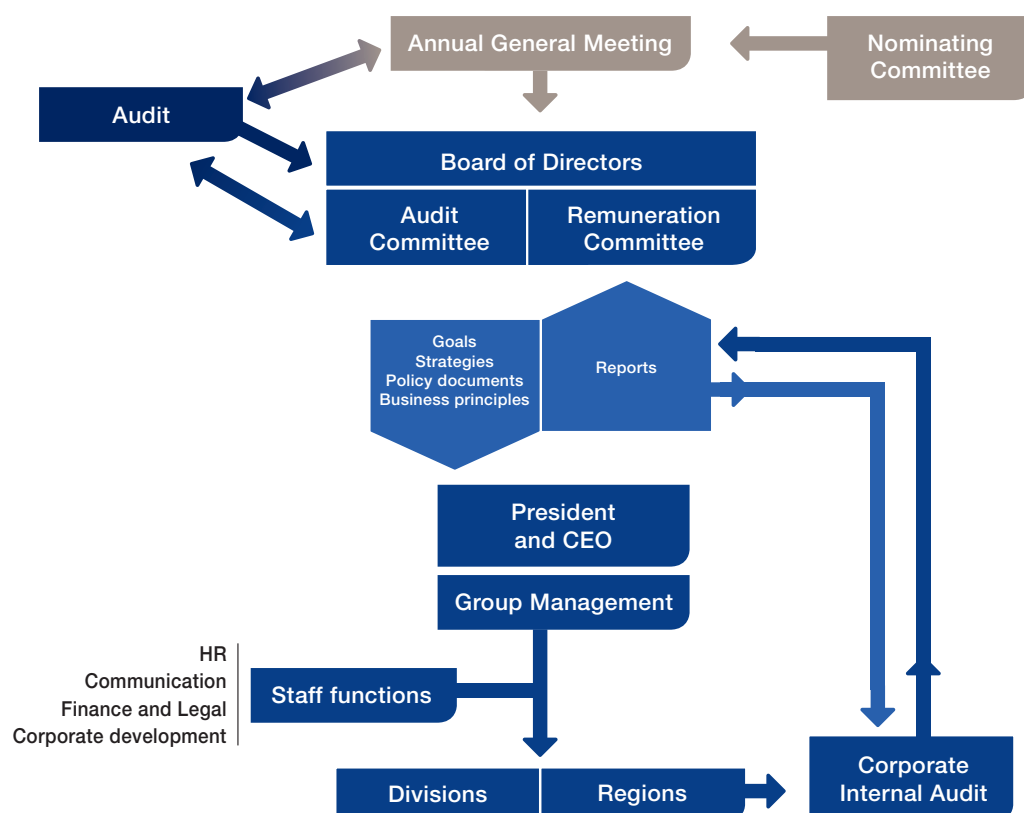 Annual General Meeting
Nominating
Committee
Audit
Board of Directors
Audit
Committee
Remuneration
Committee
Goals
Strategies
Policy documents
Business principles
Reports
President
and CEO
Group Management
HR
Communication
Finance and Legal
Corporate development
Staff functions
Divisions
Regions
Corporate
Internal Audit